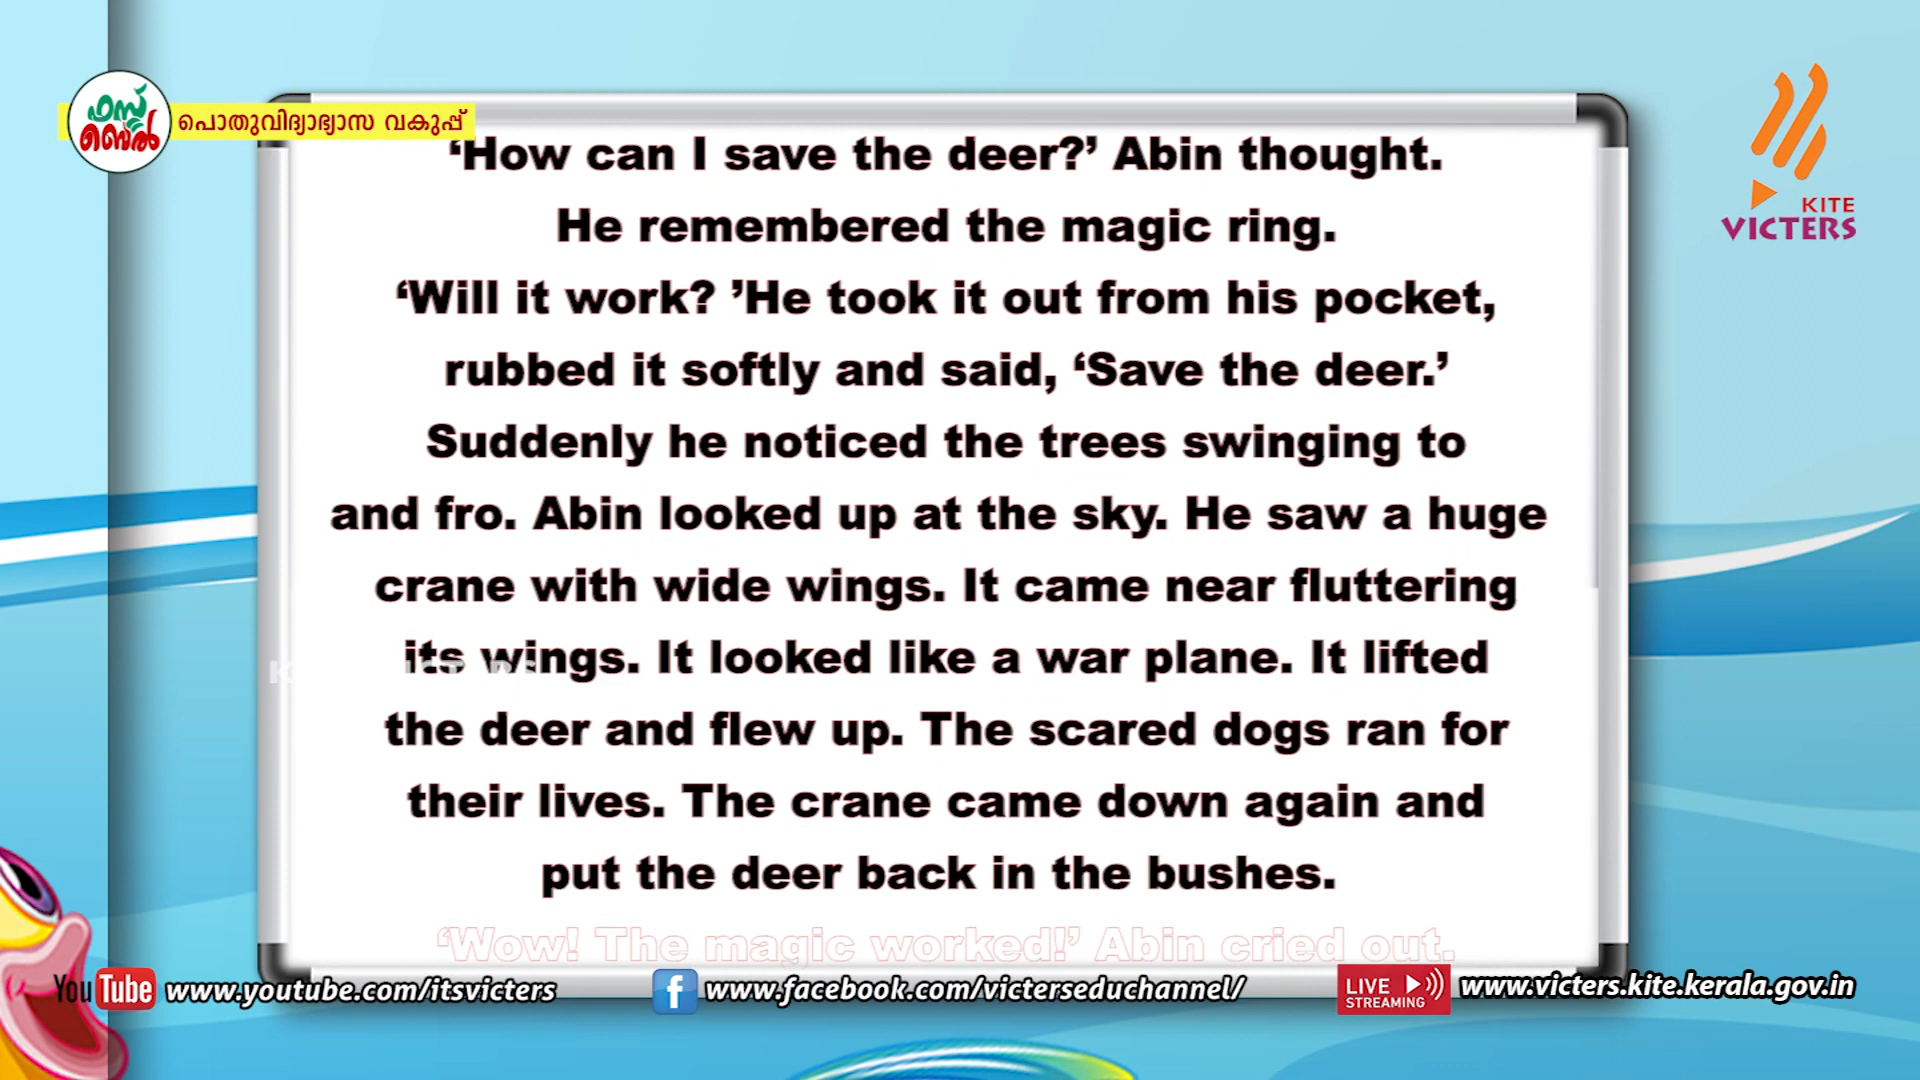 ഫസ്റ്റ്
ബെൽ
പൊതുവിദ്യാഭ്യാസ വകുപ്പ്
KITE
VICTERS
‘How can I save the deer?’ Abin thought.
He remembered the magic ring.
‘Will it work? ’He took it out from his pocket,
rubbed it softly and said, ‘Save the deer.’
Suddenly he noticed the trees swinging to
and fro. Abin looked up at the sky. He saw a huge
crane with wide wings. It came near fluttering
its wings. It looked like a war plane. It lifted
the deer and flew up. The scared dogs ran for
their lives. The crane came down again and
put the deer back in the bushes.
‘Wow! The magic worked!’ Abin cried out.
You Tube www.youtube.com/itsvicters
f www.facebook.com/victerseduchannel/
LIVE
STREAMING
www.victers.kite.kerala.gov.in